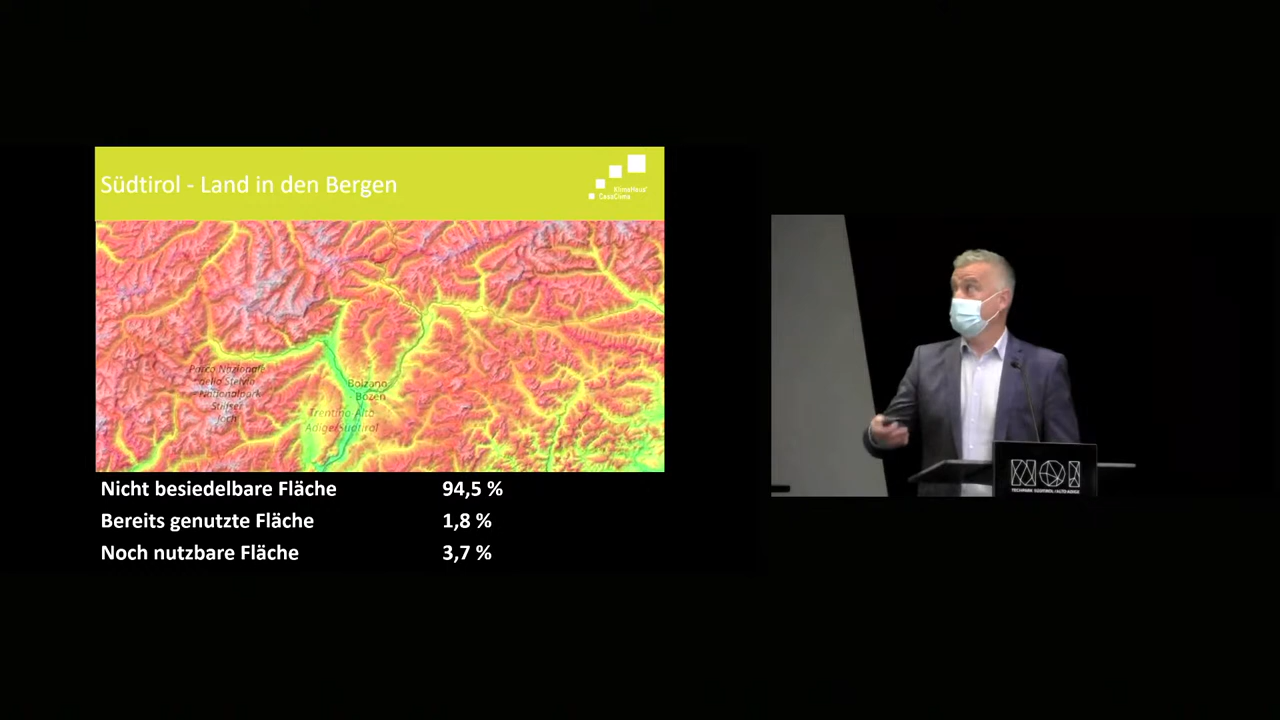 Südtirol - Land in den Bergen
KlimaHaus®
CasaClima
Parco Nazionale
dello Stelvio
- Nationalpark
Stilfser
Joch
Bolzano
- Bozen
Trentino-Alto
Adige/Südtirol
Nicht besiedelbare Fläche 94,5 %
Bereits genutzte Fläche 1,8 %
Noch nutzbare Fläche 3,7 %
NOI
TECHPARK SÜDTIROL / ALTO ADIGE